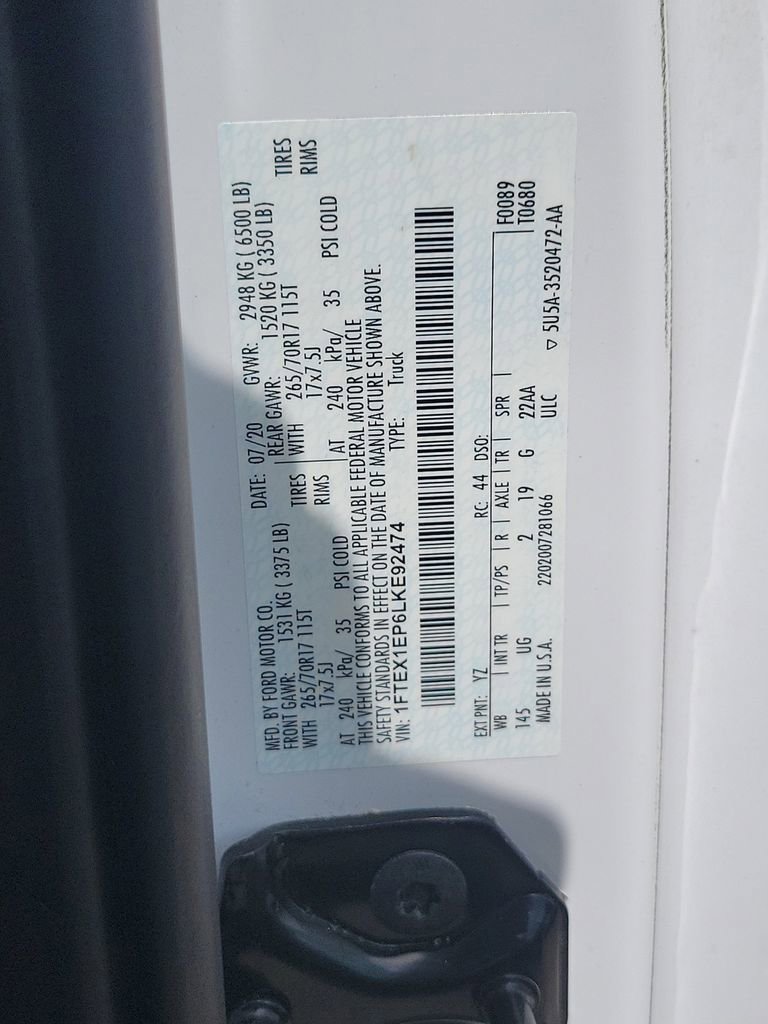 MFD. BY FORD MOTOR CO. DATE: 07/20 GVWR: 2948 KG ( 6500 LB)
FRONT GAWR: 1531 KG ( 3375 LB) REAR GAWR: 1520 KG ( 3350 LB)
WITH 265/70R17 115T TIRES WITH 265/70R17 115T TIRES
17x7.5J RIMS 17x7.5J RIMS
AT 240 kPa/ 35 PSI COLD AT 240 kPa/ 35 PSI COLD
THIS VEHICLE CONFORMS TO ALL APPLICABLE FEDERAL MOTOR VEHICLE
SAFETY STANDARDS IN EFFECT ON THE DATE OF MANUFACTURE SHOWN ABOVE.
VIN: 1FTEX1EP6LKE92474 TYPE: Truck
EXT PNT: YZ RC: 44 DSO: F0089
WB INT TR TP/PS R AXLE TR SPR T0680
145 UG 2 19 G 22AA
MADE IN U.S.A. 2202007281066 ULC ▽ 5U5A-3520472-AA